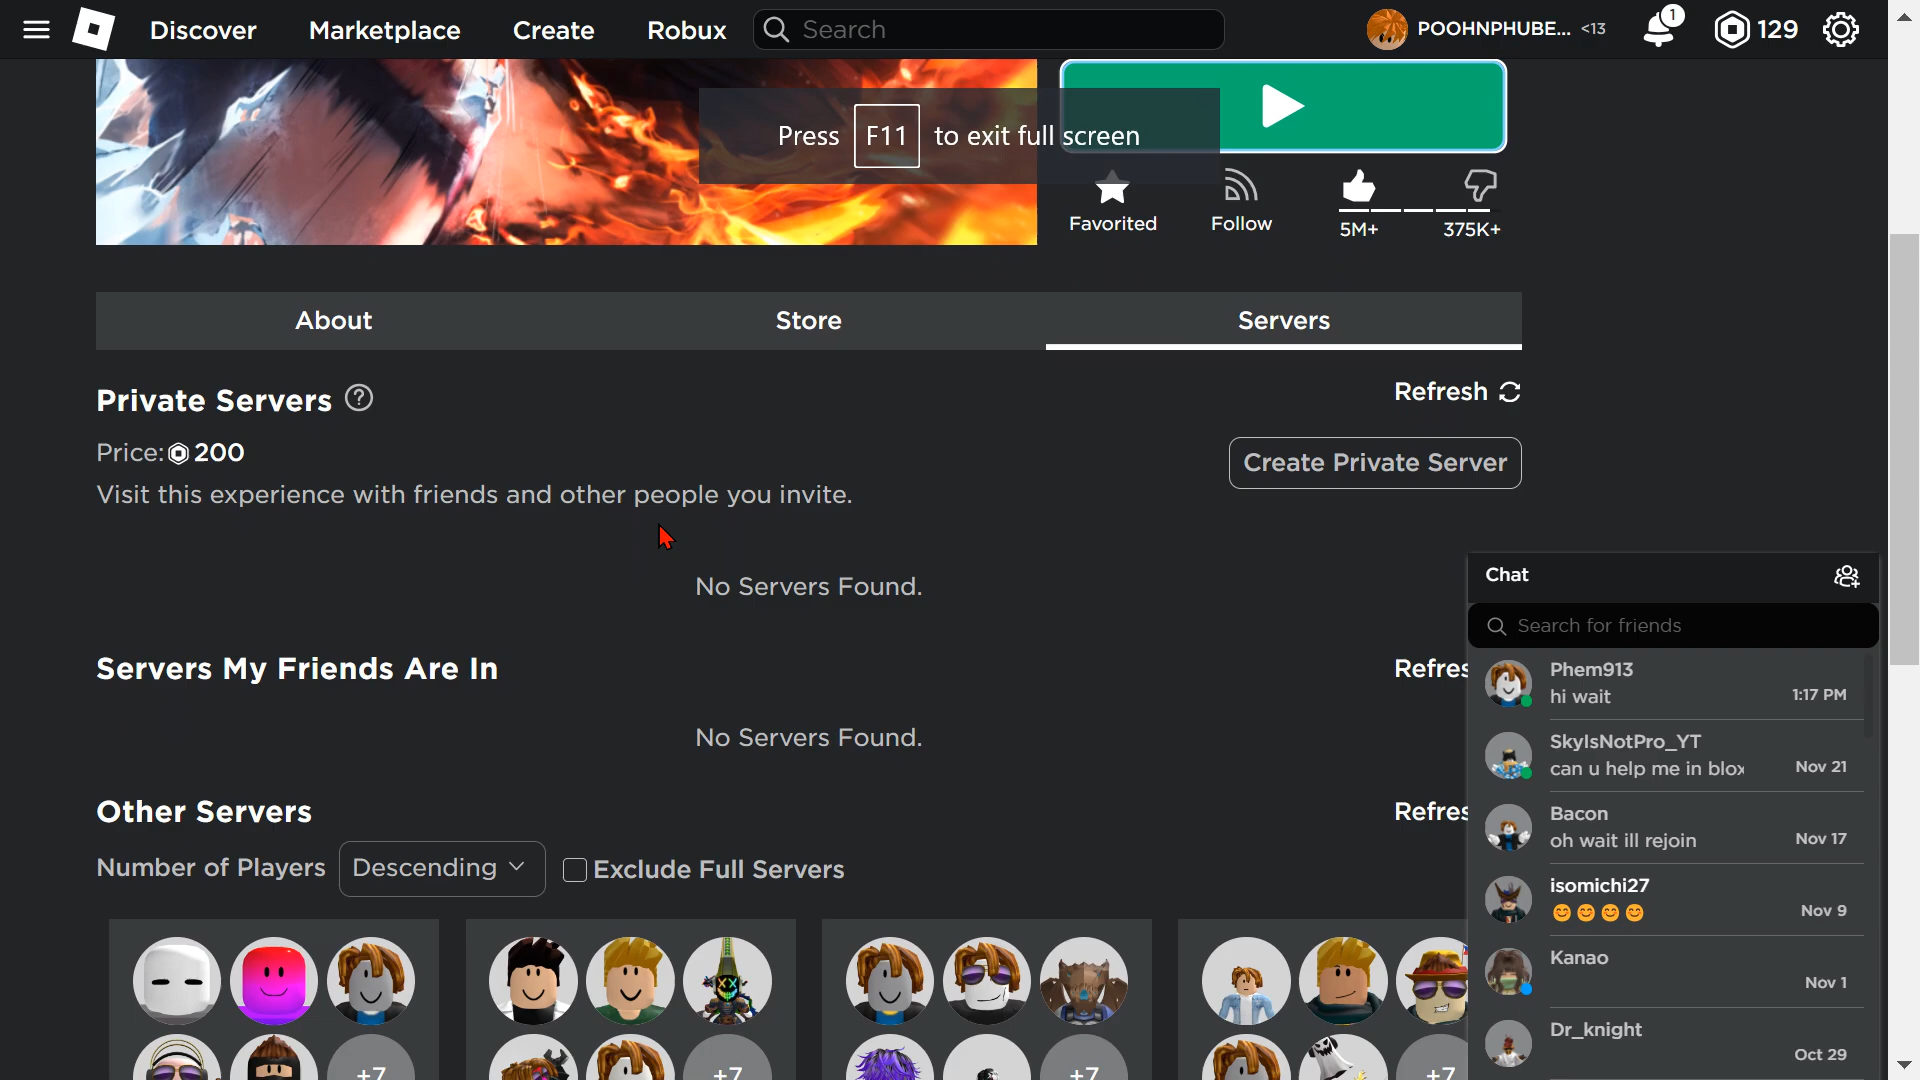 Discover
Marketplace
Create
Robux
Search
POOHNPHUBE... <13
1
129
Press F11 to exit full screen
Favorited
Follow
5M+
375K+
About
Store
Servers
Private Servers ?
Refresh
Price: 200
Create Private Server
Visit this experience with friends and other people you invite.
No Servers Found.
Servers My Friends Are In
Refres
No Servers Found.
Other Servers
Refres
Number of Players
Descending
Exclude Full Servers
+7
+7
+7
+7
Chat
Search for friends
Phem913
hi wait
1:17 PM
SkyIsNotPro_YT
can u help me in blox
Nov 21
Bacon
oh wait ill rejoin
Nov 17
isomichi27
😊😊😊😊
Nov 9
Kanao
Nov 1
Dr_knight
Oct 29